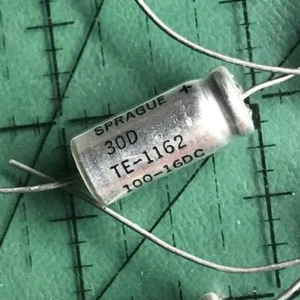 SPRAGUE +
30D
TE-1162
100-16DC